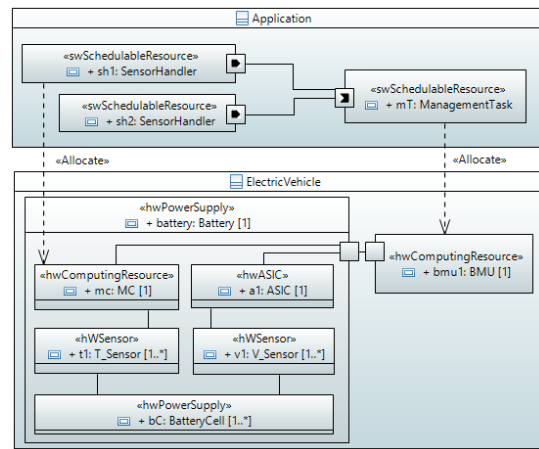 Application
«swSchedulableResource»
+ sh1: SensorHandler
«swSchedulableResource»
+ sh2: SensorHandler
«swSchedulableResource»
+ mT: ManagementTask
«Allocate»
«Allocate»
ElectricVehicle
«hwPowerSupply»
+ battery: Battery [1]
«hwComputingResource»
+ mc: MC [1]
«hwASIC»
+ a1: ASIC [1]
«hwComputingResource»
+ bmu1: BMU [1]
«hWSensor»
+ t1: T_Sensor [1..*]
«hWSensor»
+ v1: V_Sensor [1..*]
«hwPowerSupply»
+ bC: BatteryCell [1..*]